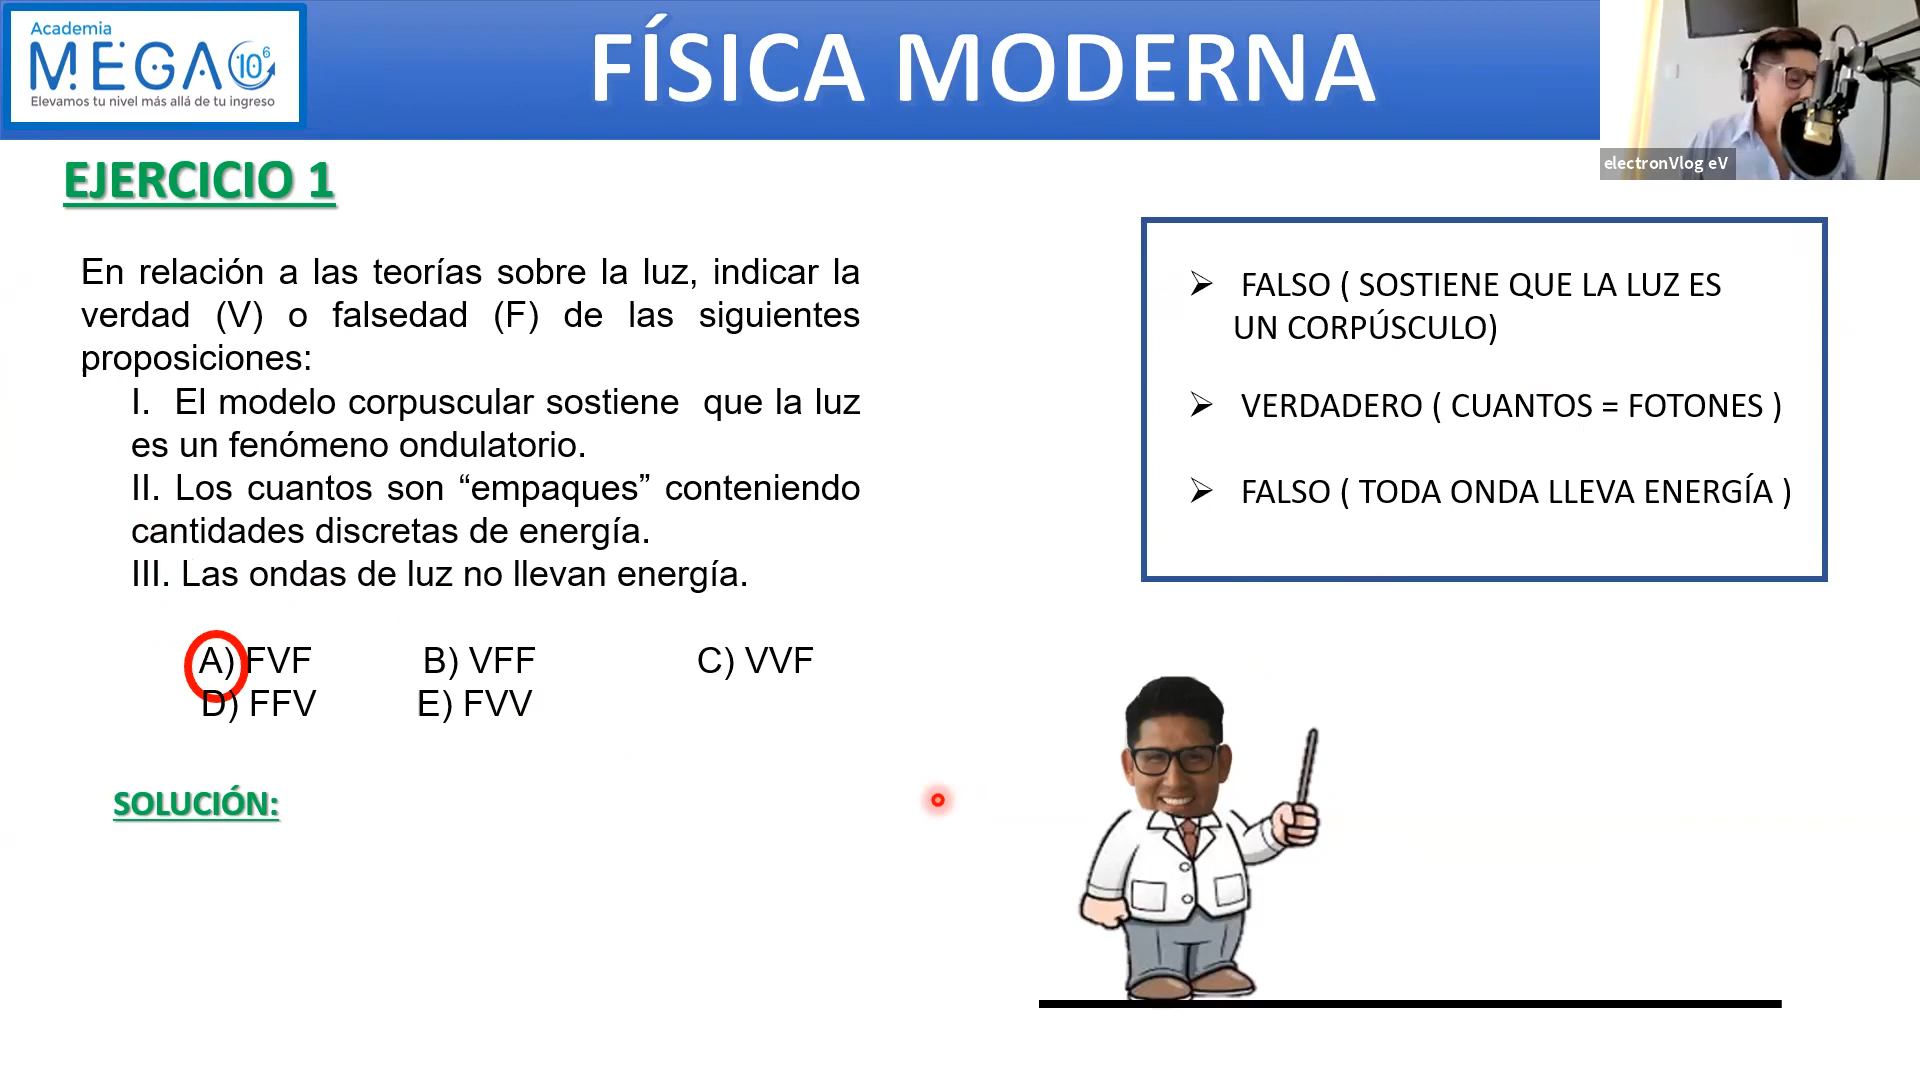 Academia
MEGA 10⁶
Elevamos tu nivel más allá de tu ingreso
FÍSICA MODERNA
electronVlog eV
EJERCICIO 1
En relación a las teorías sobre la luz, indicar la
verdad (V) o falsedad (F) de las siguientes
proposiciones:
I. El modelo corpuscular sostiene que la luz
es un fenómeno ondulatorio.
II. Los cuantos son “empaques” conteniendo
cantidades discretas de energía.
III. Las ondas de luz no llevan energía.
A) FVF B) VFF C) VVF
D) FFV E) FVV
SOLUCIÓN:
➢ FALSO ( SOSTIENE QUE LA LUZ ES
UN CORPÚSCULO)
➢ VERDADERO ( CUANTOS = FOTONES )
➢ FALSO ( TODA ONDA LLEVA ENERGÍA )